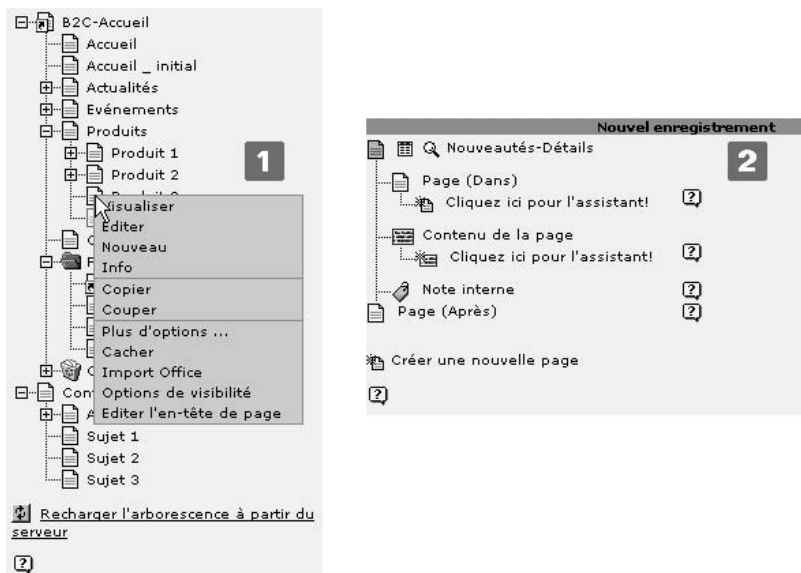 B2C-Accueil
Accueil
Accueil _ initial
Actualités
Evénements
Produits
Produit 1
Produit 2
1
Visualiser
Editer
Nouveau
Info
Copier
Couper
Plus d'options ...
Cacher
Import Office
Options de visibilité
Con
Editer l'en-tête de page
Sujet 1
Sujet 2
Sujet 3
Recharger l'arborescence à partir du
serveur
Nouvel enregistrement
2
Nouveautés-Détails
Page (Dans)
Cliquez ici pour l'assistant!
Contenu de la page
Cliquez ici pour l'assistant!
Note interne
Page (Après)
Créer une nouvelle page